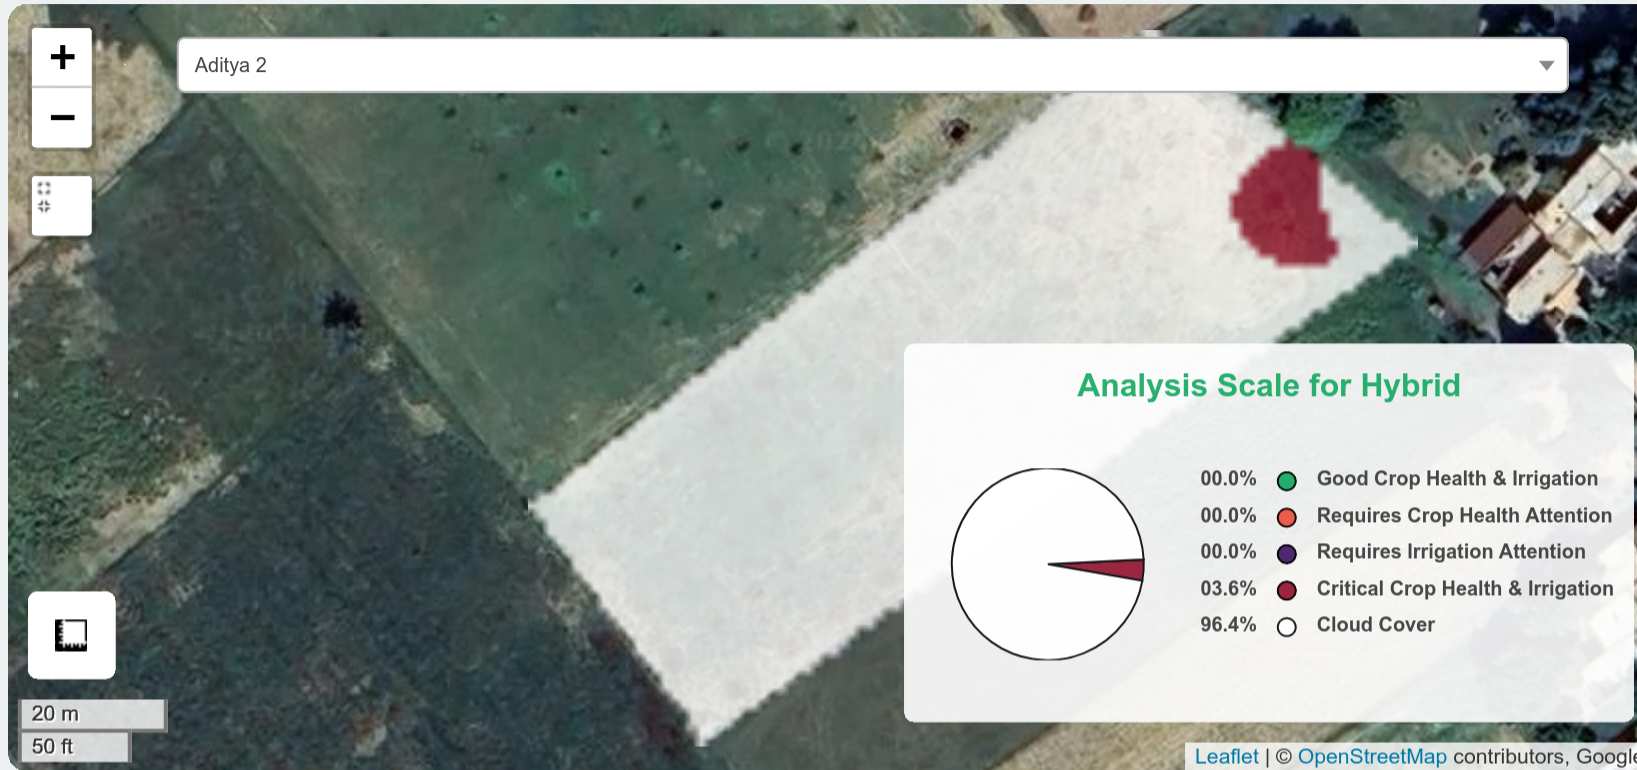 +
Aditya 2
−
Analysis Scale for Hybrid
00.0% Good Crop Health & Irrigation
00.0% Requires Crop Health Attention
00.0% Requires Irrigation Attention
03.6% Critical Crop Health & Irrigation
96.4% Cloud Cover
20 m
50 ft
Leaflet | © OpenStreetMap contributors, Google